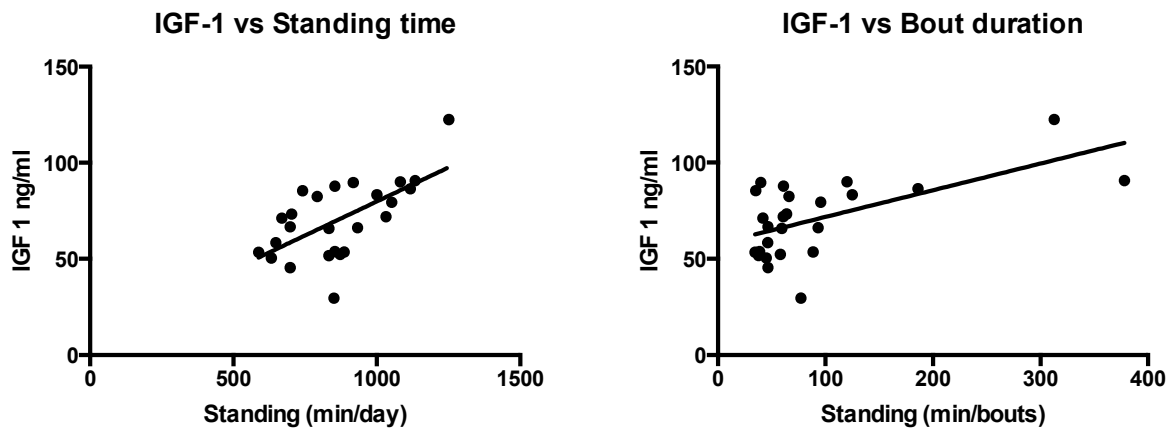 IGF-1 vs Standing time
IGF 1 ng/ml
150
100
50
0
0 500 1000 1500
Standing (min/day)
IGF-1 vs Bout duration
IGF 1 ng/ml
150
100
50
0
0 100 200 300 400
Standing (min/bouts)